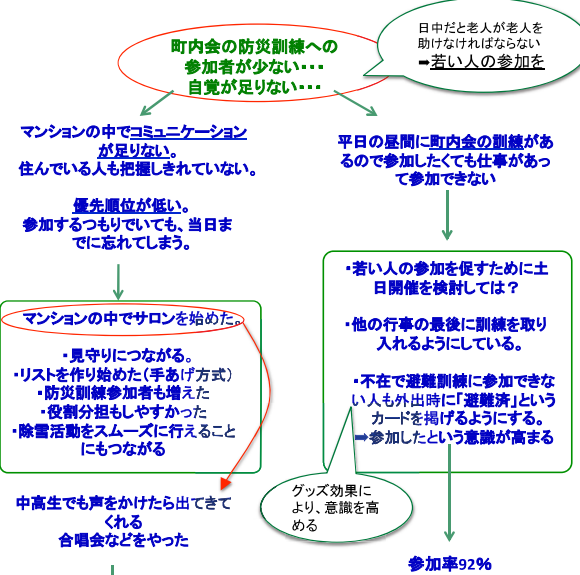 町内会の防災訓練への
参加者が少ない・・・
自覚が足りない・・・
日中だと老人が老人を
助けなければならない
➡若い人の参加を
マンションの中でコミュニケーション
が足りない。
住んでいる人も把握しきれていない。
優先順位が低い。
参加するつもりでいても、当日ま
でに忘れてしまう。
平日の昼間に町内会の訓練があ
るので参加したくても仕事があっ
て参加できない
・マンションの中でサロンを始めた。
・見守りにつながる。
・リストを作り始めた（手あげ方式）
・防災訓練参加者も増えた
・役割分担もしやすかった
・除雪活動をスムーズに行えること
にもつながる
・若い人の参加を促すために土
日開催を検討しては？
・他の行事の最後に訓練を取り
入れるようにしている。
・不在で避難訓練に参加できな
い人も外出時に「避難済」という
カードを掲げるようにする。
➡参加したという意識が高まる
中高生でも声をかけたら出てきて
くれる
合唱会などをやった
グッズ効果に
より、意識を高
める
参加率92%